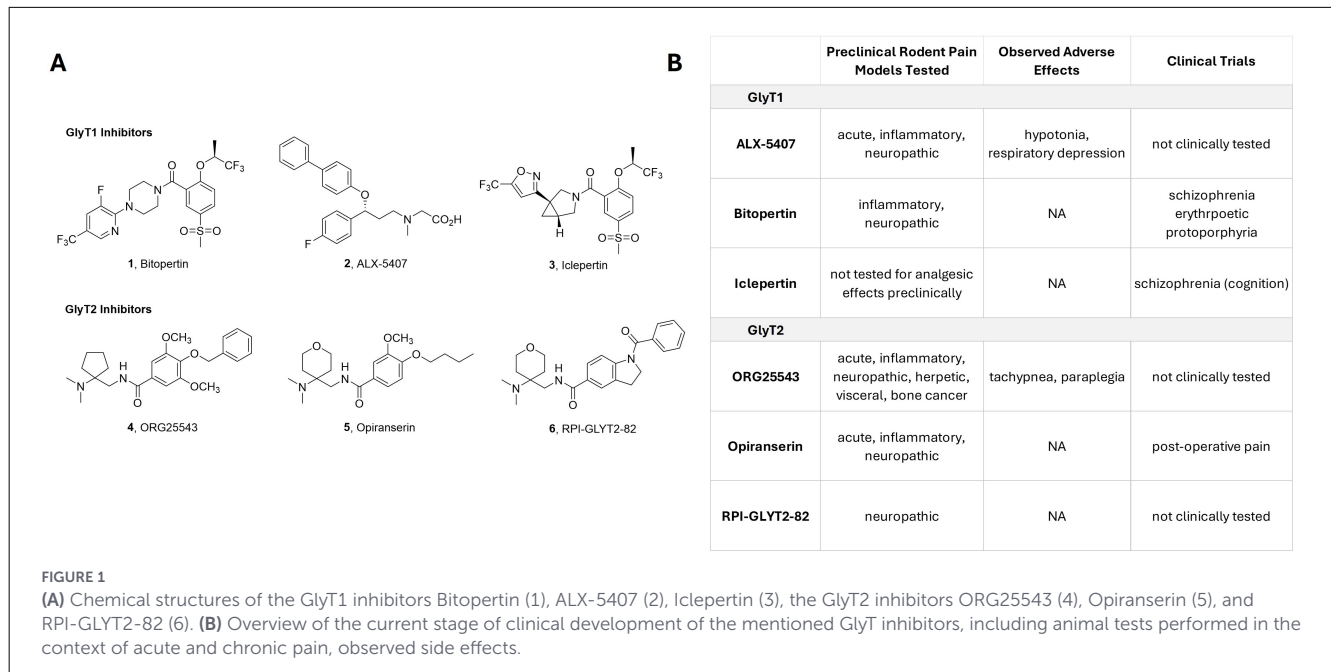 A
GlyT1 Inhibitors
F
N
N
O
O
CF₃
F₃C
N
O=S=O
1, Bitopertin
O
F
N
CO₂H
2, ALX-5407
O
N
F₃C
N
O
O
CF₃
H
O=S=O
3, Iclepertin
GlyT2 Inhibitors
N
H
N
O
OCH₃
O
OCH₃
4, ORG25543
O
N
H
N
O
OCH₃
O
5, Opiranserin
O
N
H
N
O
N
O
6, RPI-GLYT2-82
B
Preclinical Rodent Pain
Models Tested
Observed Adverse
Effects
Clinical Trials
GlyT1
ALX-5407
acute, inflammatory,
neuropathic
hypotonia,
respiratory depression
not clinically tested
Bitopertin
inflammatory,
neuropathic
NA
schizophrenia
erythrpoetic
protoporphyria
Iclepertin
not tested for analgesic
effects preclinically
NA
schizophrenia (cognition)
GlyT2
ORG25543
acute, inflammatory,
neuropathic, herpetic,
visceral, bone cancer
tachypnea, paraplegia
not clinically tested
Opiranserin
acute, inflammatory,
neuropathic
NA
post-operative pain
RPI-GLYT2-82
neuropathic
NA
not clinically tested
FIGURE 1
(A) Chemical structures of the GlyT1 inhibitors Bitopertin (1), ALX-5407 (2), Iclepertin (3), the GlyT2 inhibitors ORG25543 (4), Opiranserin (5), and
RPI-GLYT2-82 (6). (B) Overview of the current stage of clinical development of the mentioned GlyT inhibitors, including animal tests performed in the
context of acute and chronic pain, observed side effects.